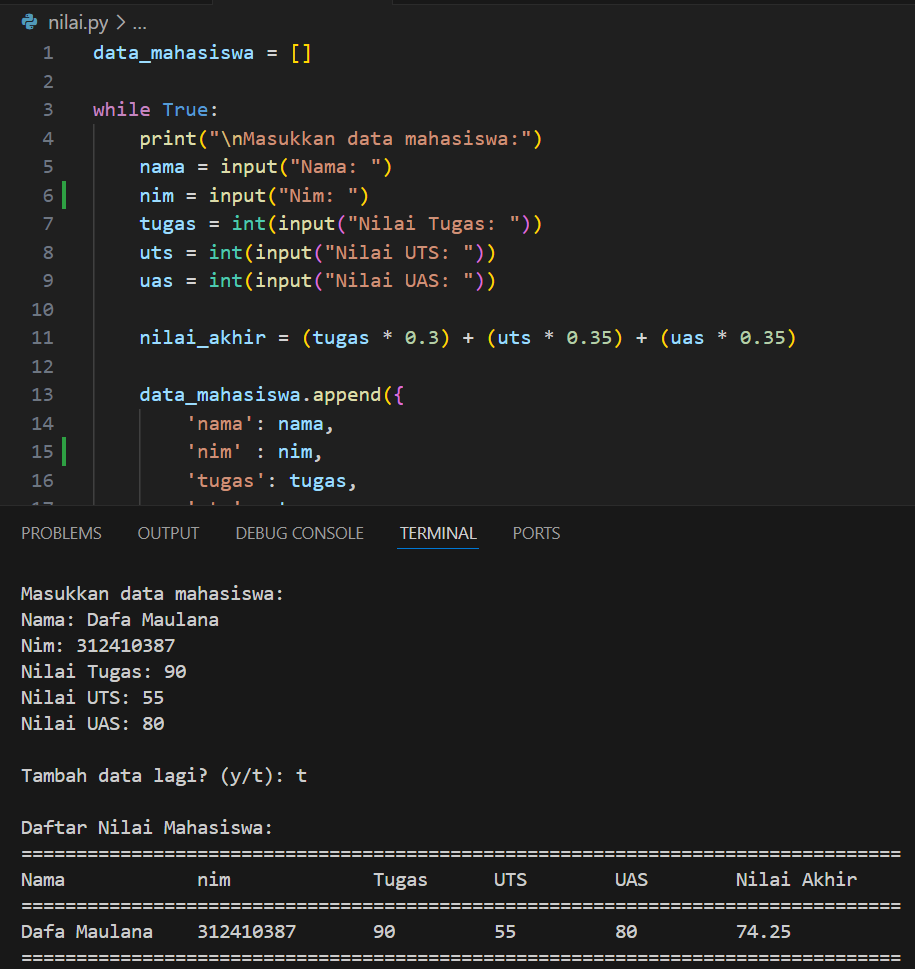 nilai.py > ...
1 data_mahasiswa = []
2
3 while True:
4     print("\nMasukkan data mahasiswa:")
5     nama = input("Nama: ")
6     nim = input("Nim: ")
7     tugas = int(input("Nilai Tugas: "))
8     uts = int(input("Nilai UTS: "))
9     uas = int(input("Nilai UAS: "))
10
11     nilai_akhir = (tugas * 0.3) + (uts * 0.35) + (uas * 0.35)
12
13     data_mahasiswa.append({
14         'nama': nama,
15         'nim' : nim,
16         'tugas': tugas,
PROBLEMS OUTPUT DEBUG CONSOLE TERMINAL PORTS
Masukkan data mahasiswa:
Nama: Dafa Maulana
Nim: 312410387
Nilai Tugas: 90
Nilai UTS: 55
Nilai UAS: 80
Tambah data lagi? (y/t): t
Daftar Nilai Mahasiswa:
================================================================================
Nama            nim             Tugas      UTS        UAS        Nilai Akhir
================================================================================
Dafa Maulana    312410387       90         55         80         74.25
================================================================================